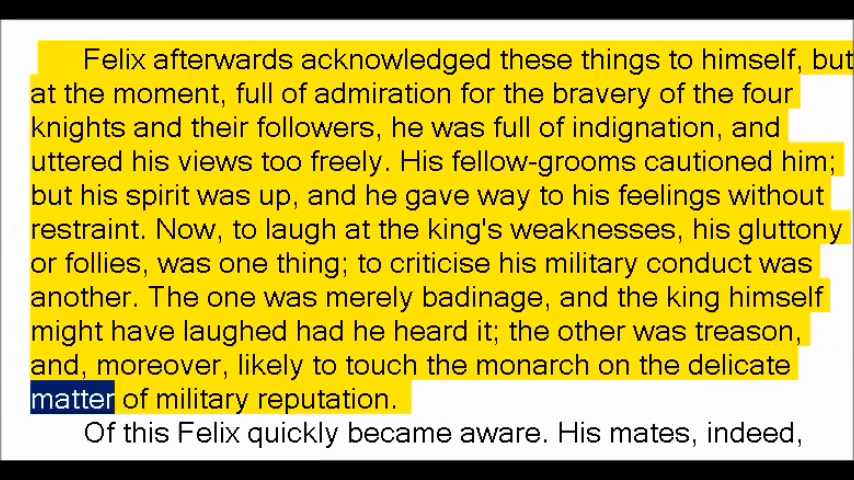 Felix afterwards acknowledged these things to himself, but
at the moment, full of admiration for the bravery of the four
knights and their followers, he was full of indignation, and
uttered his views too freely. His fellow-grooms cautioned him;
but his spirit was up, and he gave way to his feelings without
restraint. Now, to laugh at the king's weaknesses, his gluttony
or follies, was one thing; to criticise his military conduct was
another. The one was merely badinage, and the king himself
might have laughed had he heard it; the other was treason,
and, moreover, likely to touch the monarch on the delicate
matter of military reputation.
Of this Felix quickly became aware. His mates, indeed,